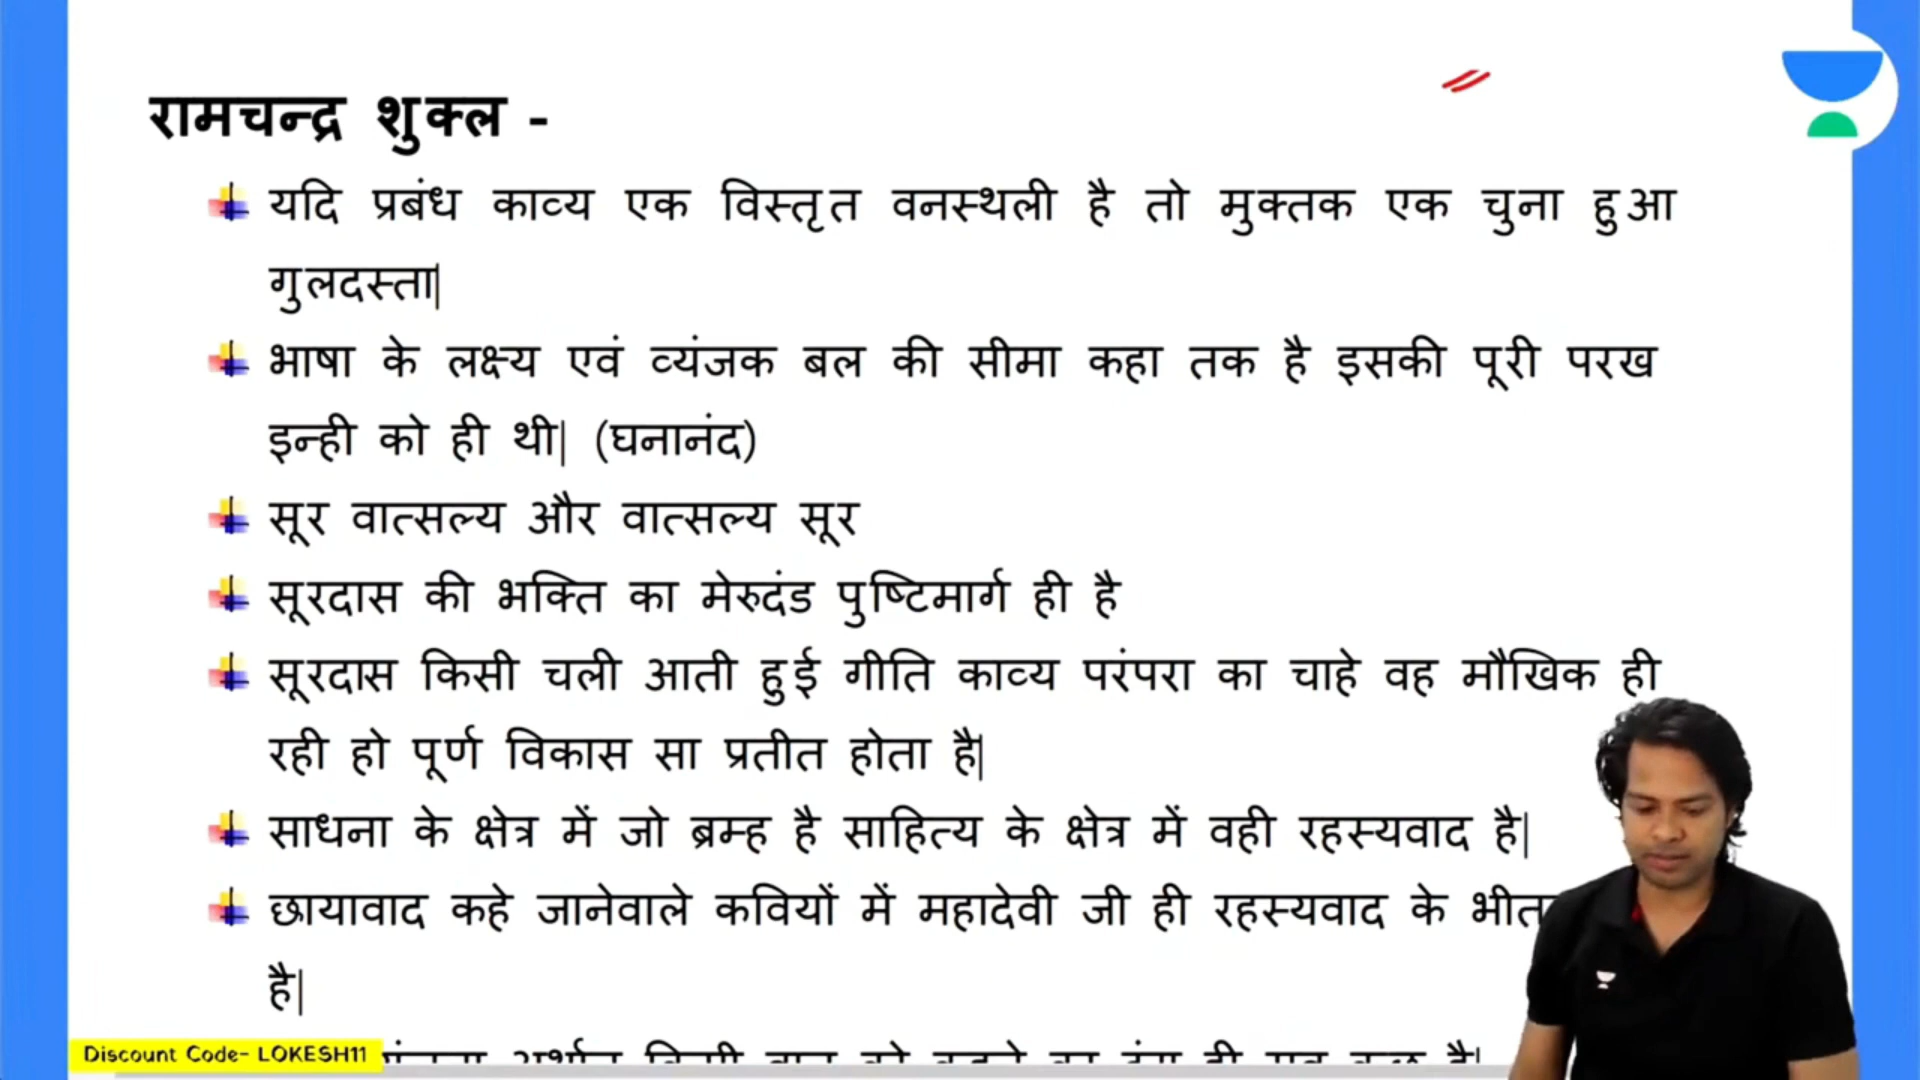 रामचन्द्र शुक्ल -
यदि प्रबंध काव्य एक विस्तृत वनस्थली है तो मुक्तक एक चुना हुआ
गुलदस्ता|
भाषा के लक्ष्य एवं व्यंजक बल की सीमा कहा तक है इसकी पूरी परख
इन्ही को ही थी| (घनानंद)
सूर वात्सल्य और वात्सल्य सूर
सूरदास की भक्ति का मेरुदंड पुष्टिमार्ग ही है
सूरदास किसी चली आती हुई गीति काव्य परंपरा का चाहे वह मौखिक ही
रही हो पूर्ण विकास सा प्रतीत होता है|
साधना के क्षेत्र में जो ब्रम्ह है साहित्य के क्षेत्र में वही रहस्यवाद है|
छायावाद कहे जानेवाले कवियों में महादेवी जी ही रहस्यवाद के
है|
Discount Code- LOKESH11